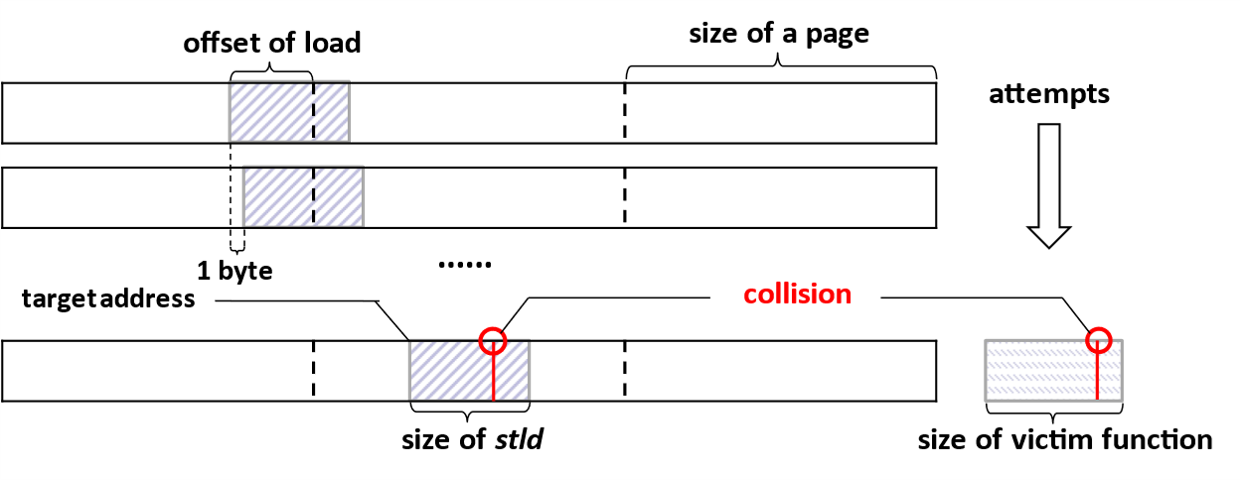 offset of load
size of a page
attempts
1 byte
......
target address
collision
size of stld
size of victim function